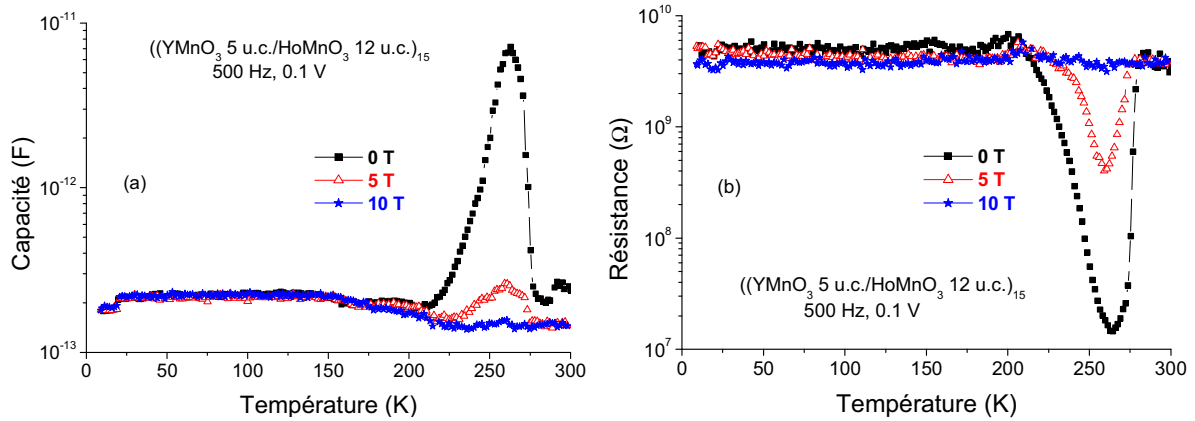 10⁻¹¹
10⁻¹²
10⁻¹³
Capacité (F)
((YMnO₃ 5 u.c./HoMnO₃ 12 u.c.)₁₅
500 Hz, 0.1 V
(a)
0 T
5 T
10 T
0 50 100 150 200 250 300
Température (K)
10¹⁰
10⁹
10⁸
10⁷
Résistance (Ω)
(b)
0 T
5 T
10 T
((YMnO₃ 5 u.c./HoMnO₃ 12 u.c.)₁₅
500 Hz, 0.1 V
0 50 100 150 200 250 300
Température (K)